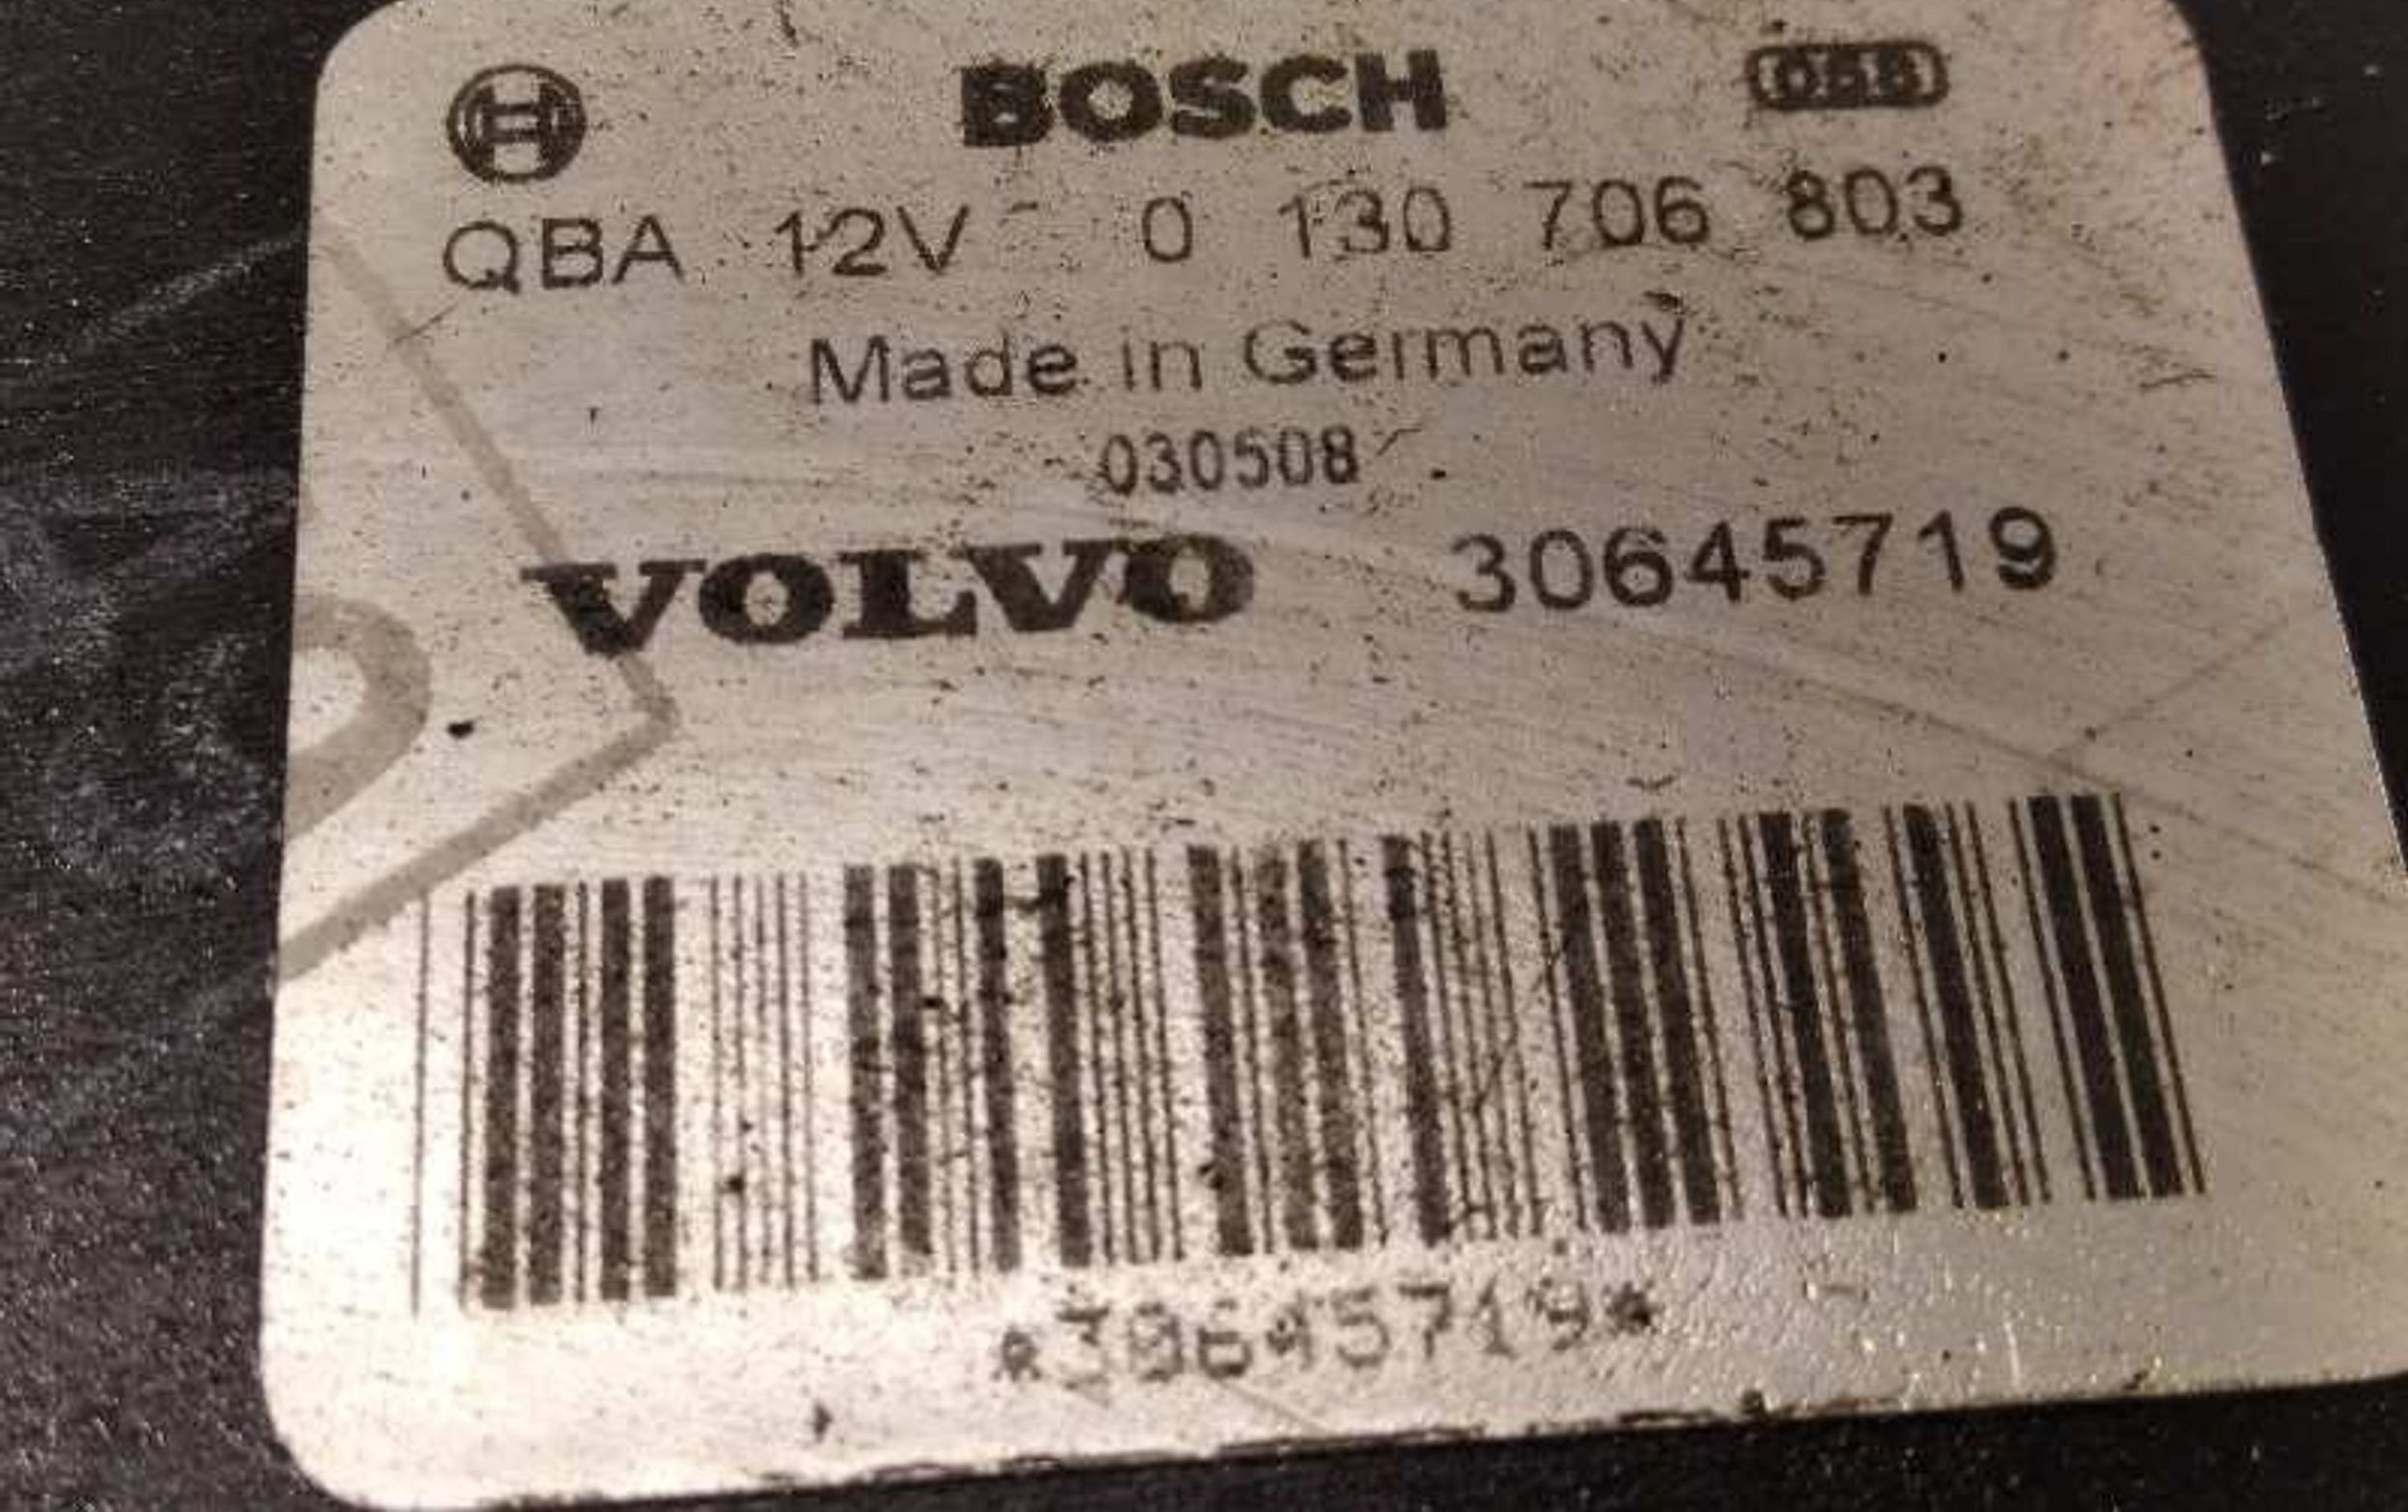 BOSCH
QBA 12V 0 130 706 803
Made in Germany
030508
VOLVO 30645719
*30645719*